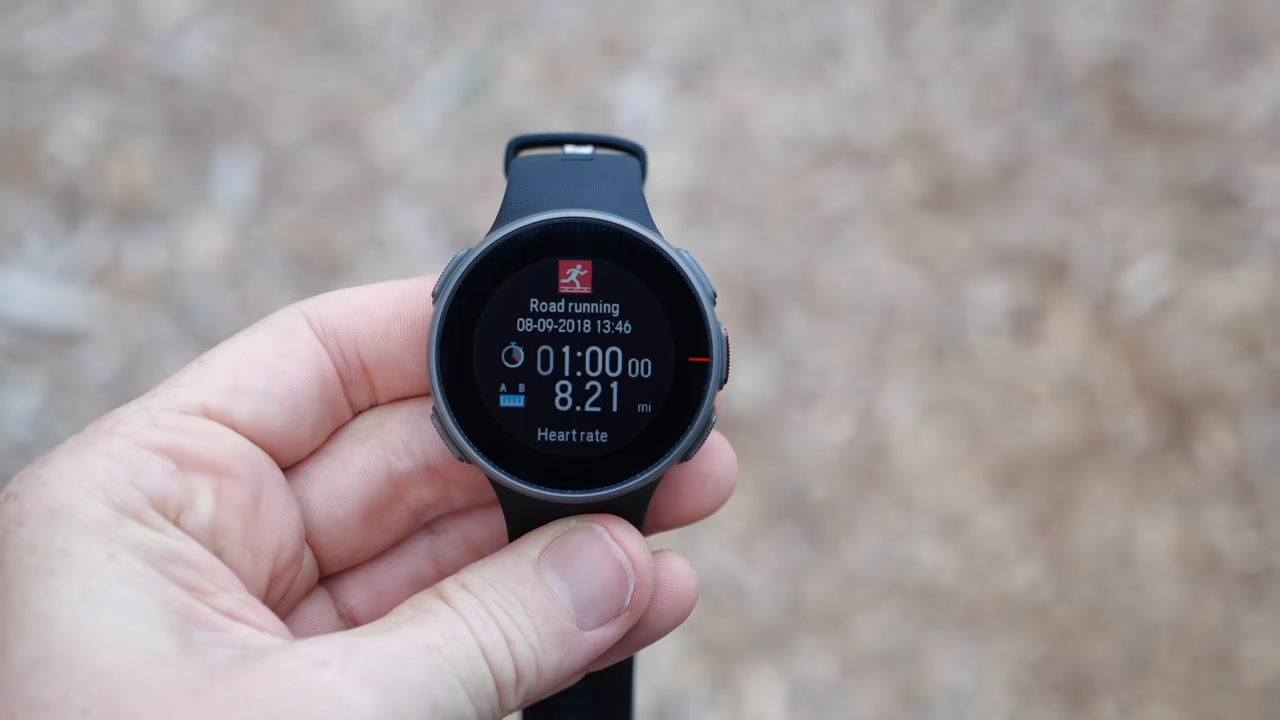 Road running
08-09-2018 13:46
01:00 00
A B
8.21 mi
Heart rate